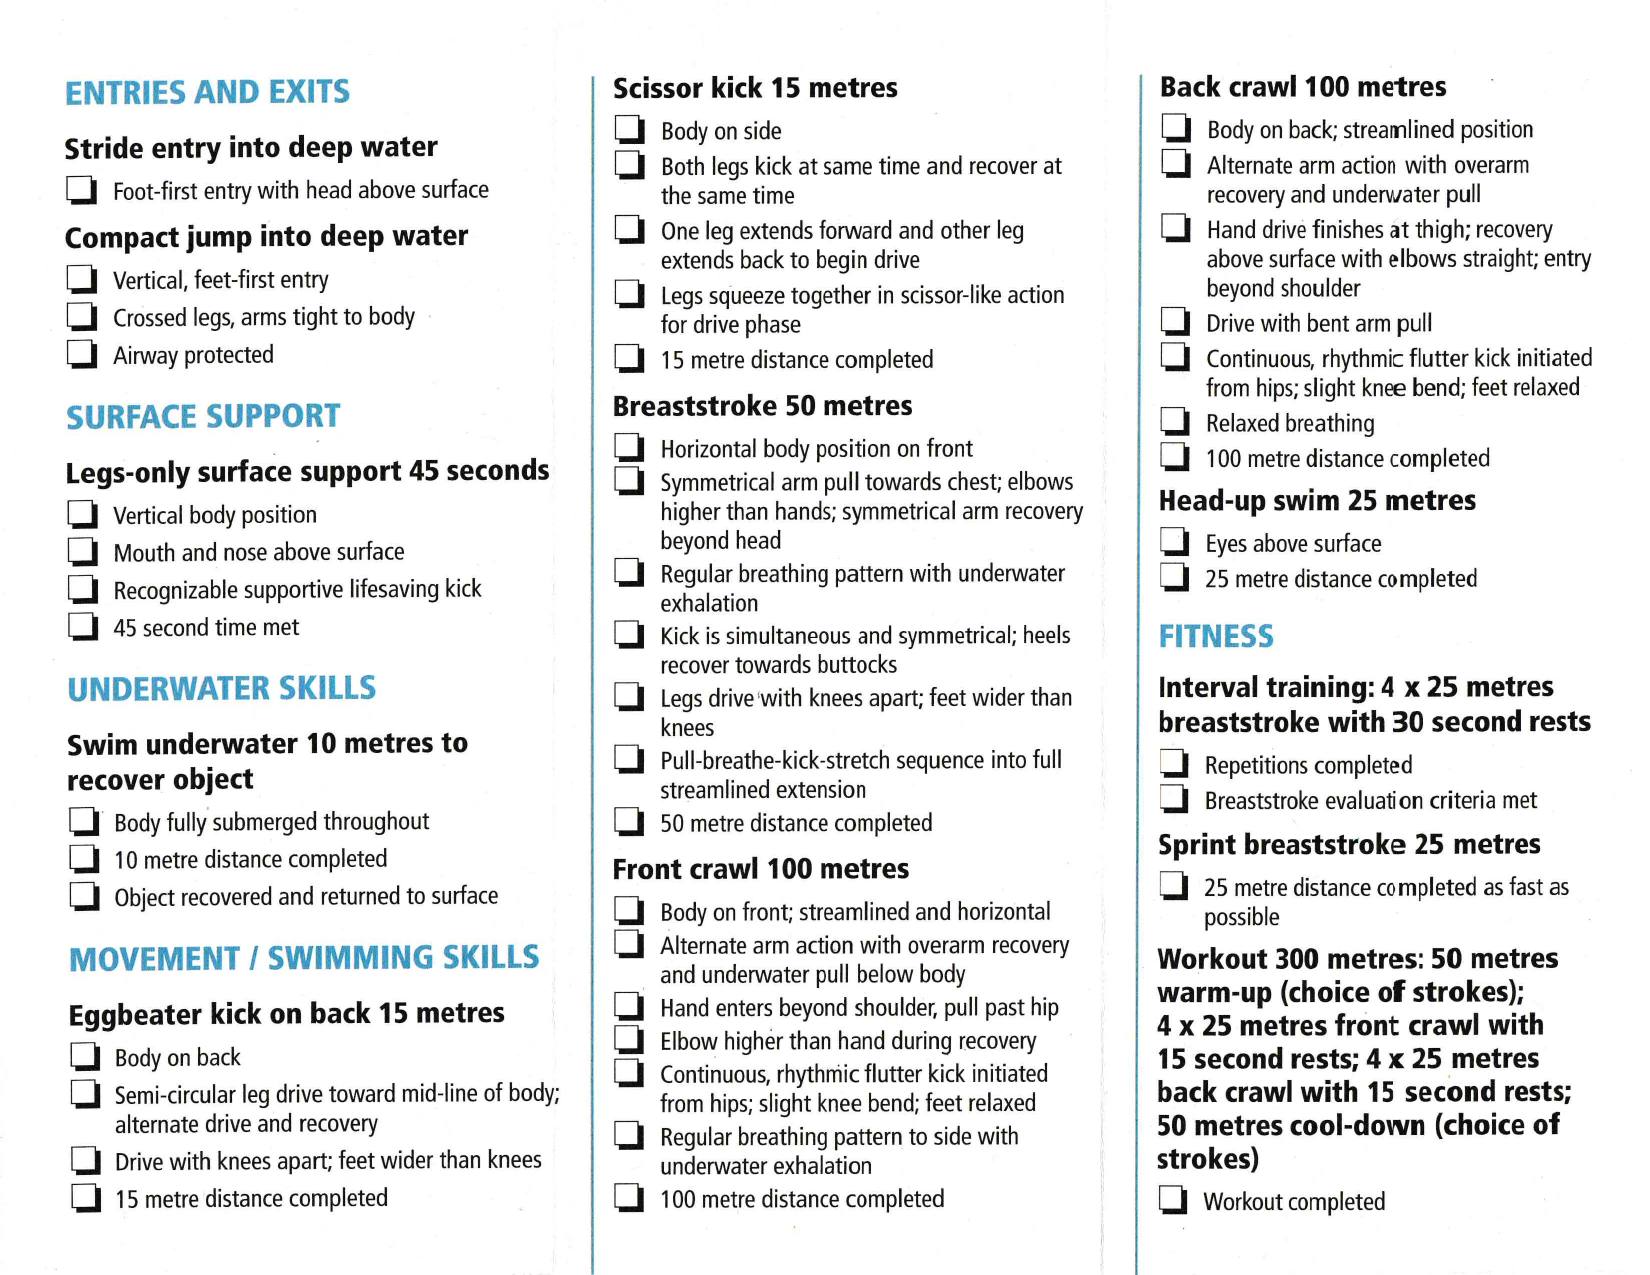 ENTRIES AND EXITS
Stride entry into deep water
Foot-first entry with head above surface
Compact jump into deep water
Vertical, feet-first entry
Crossed legs, arms tight to body
Airway protected
SURFACE SUPPORT
Legs-only surface support 45 seconds
Vertical body position
Mouth and nose above surface
Recognizable supportive lifesaving kick
45 second time met
UNDERWATER SKILLS
Swim underwater 10 metres to
recover object
Body fully submerged throughout
10 metre distance completed
Object recovered and returned to surface
MOVEMENT / SWIMMING SKILLS
Eggbeater kick on back 15 metres
Body on back
Semi-circular leg drive toward mid-line of body;
alternate drive and recovery
Drive with knees apart; feet wider than knees
15 metre distance completed
Scissor kick 15 metres
Body on side
Both legs kick at same time and recover at
the same time
One leg extends forward and other leg
extends back to begin drive
Legs squeeze together in scissor-like action
for drive phase
15 metre distance completed
Breaststroke 50 metres
Horizontal body position on front
Symmetrical arm pull towards chest; elbows
higher than hands; symmetrical arm recovery
beyond head
Regular breathing pattern with underwater
exhalation
Kick is simultaneous and symmetrical; heels
recover towards buttocks
Legs drive with knees apart; feet wider than
knees
Pull-breathe-kick-stretch sequence into full
streamlined extension
50 metre distance completed
Front crawl 100 metres
Body on front; streamlined and horizontal
Alternate arm action with overarm recovery
and underwater pull below body
Hand enters beyond shoulder, pull past hip
Elbow higher than hand during recovery
Continuous, rhythmic flutter kick initiated
from hips; slight knee bend; feet relaxed
Regular breathing pattern to side with
underwater exhalation
100 metre distance completed
Back crawl 100 metres
Body on back; streamlined position
Alternate arm action with overarm
recovery and underwater pull
Hand drive finishes at thigh; recovery
above surface with elbows straight; entry
beyond shoulder
Drive with bent arm pull
Continuous, rhythmic flutter kick initiated
from hips; slight knee bend; feet relaxed
Relaxed breathing
100 metre distance completed
Head-up swim 25 metres
Eyes above surface
25 metre distance completed
FITNESS
Interval training: 4 x 25 metres
breaststroke with 30 second rests
Repetitions completed
Breaststroke evaluation criteria met
Sprint breaststroke 25 metres
25 metre distance completed as fast as
possible
Workout 300 metres: 50 metres
warm-up (choice of strokes);
4 x 25 metres front crawl with
15 second rests; 4 x 25 metres
back crawl with 15 second rests;
50 metres cool-down (choice of
strokes)
Workout completed